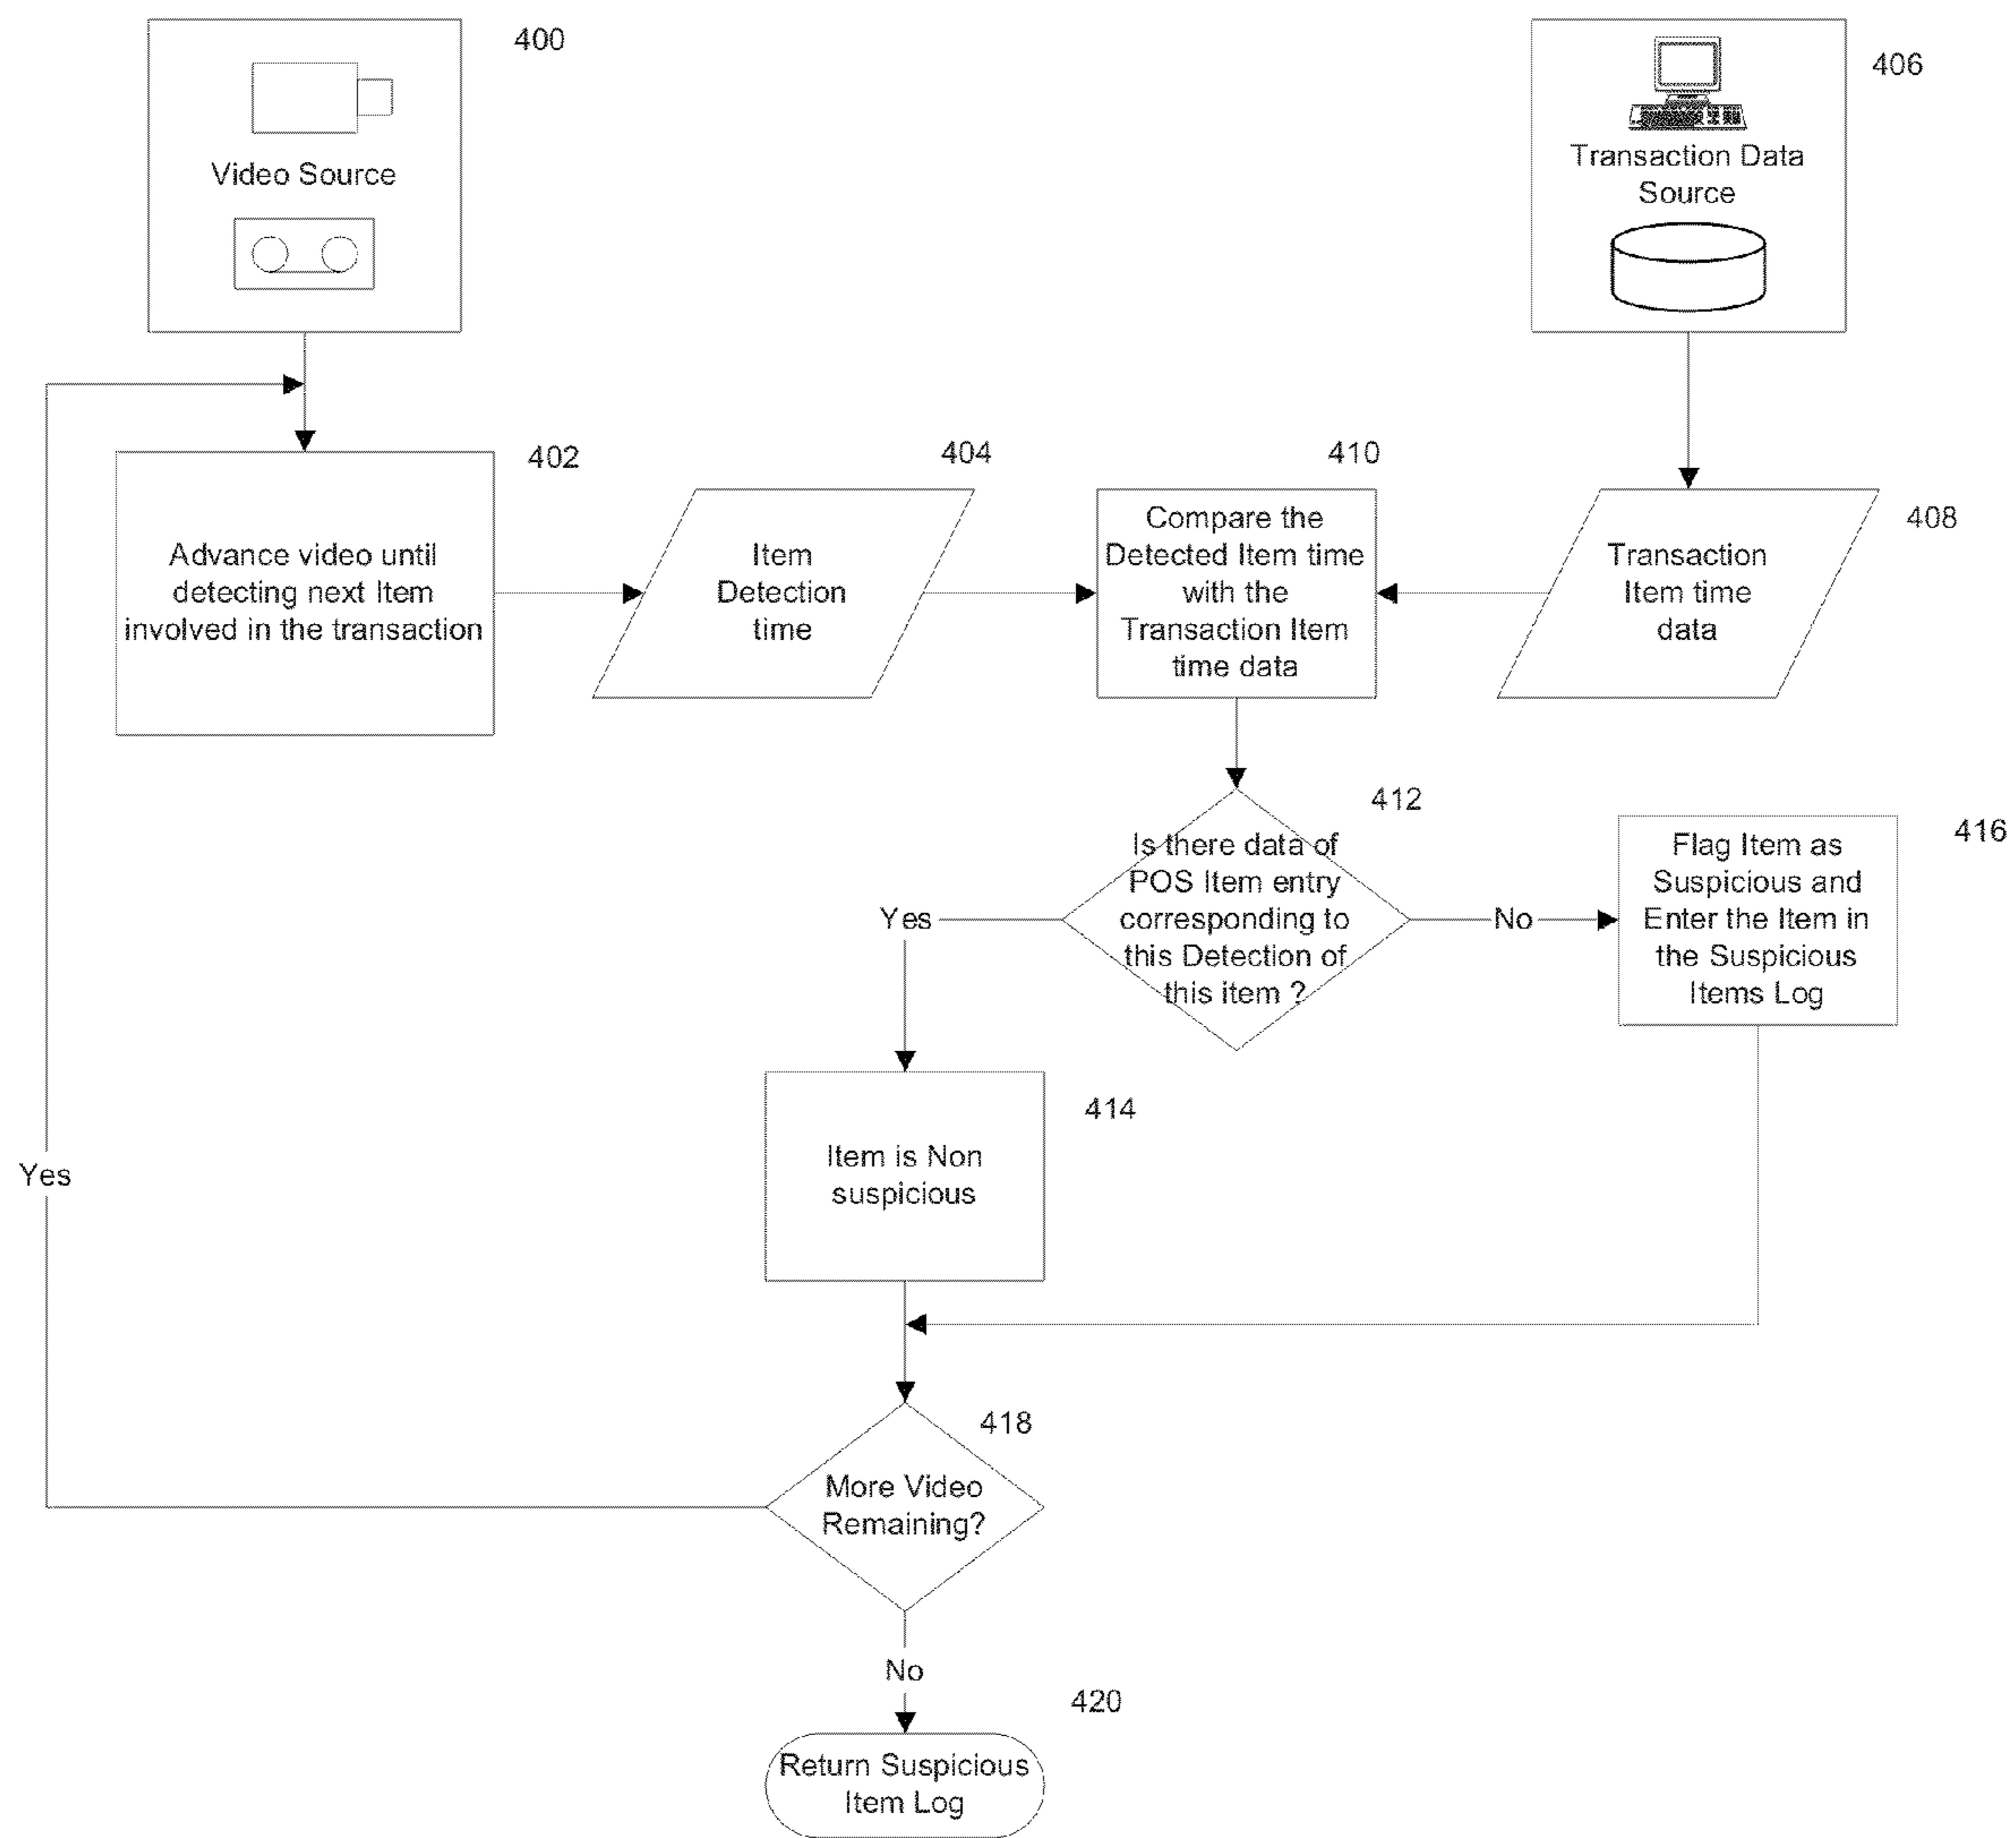 400
Video Source
406
Transaction Data
Source
402
Advance video until
detecting next Item
involved in the transaction
404
Item
Detection
time
410
Compare the
Detected Item time
with the
Transaction Item
time data
408
Transaction
Item time
data
412
Is there data of
POS Item entry
corresponding to
this Detection of
this item ?
Yes
No
416
Flag Item as
Suspicious and
Enter the Item in
the Suspicious
Items Log
414
Item is Non
suspicious
Yes
418
More Video
Remaining?
No
420
Return Suspicious
Item Log